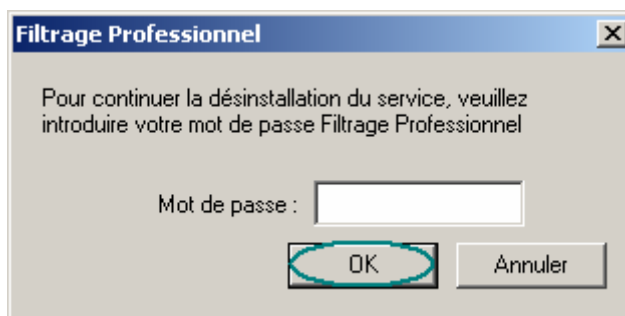 Filtrage Professionnel
Pour continuer la désinstallation du service, veuillez
introduire votre mot de passe Filtrage Professionnel
Mot de passe :
OK
Annuler